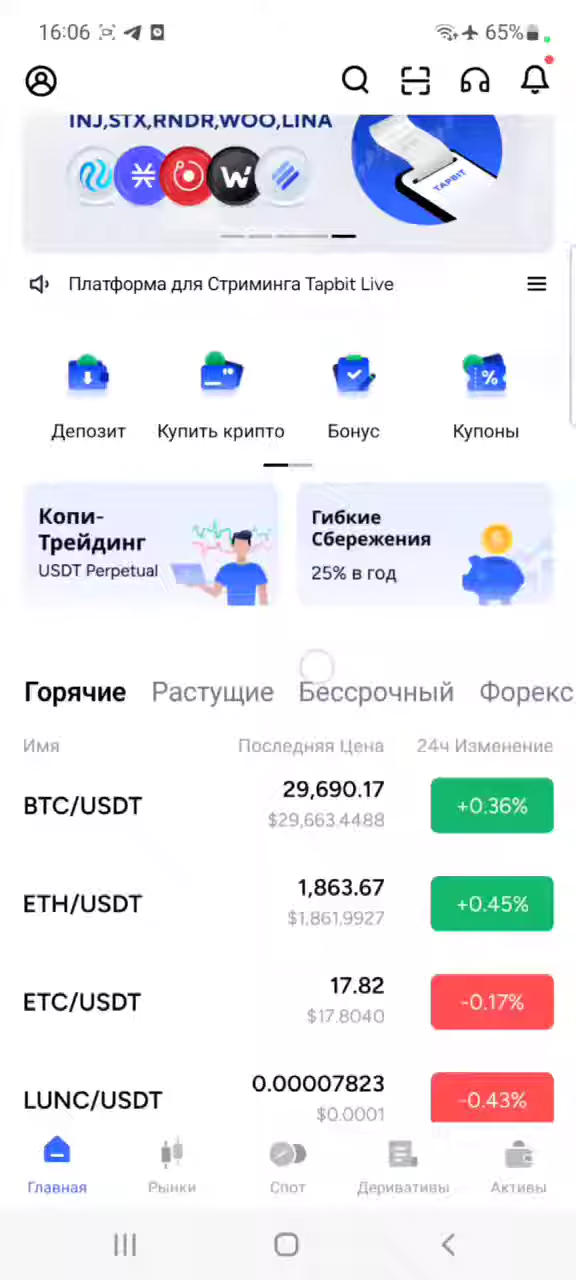 16:06
65%
INJ,STX,RNDR,WOO,LINA
TAPBIT
Платформа для Стриминга Tapbit Live
Депозит
Купить крипто
Бонус
Купоны
Копи-
Трейдинг
USDT Perpetual
Гибкие
Сбережения
25% в год
Горячие Растущие Бессрочный Форекс
Имя Последняя Цена 24ч Изменение
BTC/USDT 29,690.17 +0.36%
$29,663.4488
ETH/USDT 1,863.67 +0.45%
$1,861.9927
ETC/USDT 17.82 -0.17%
$17.8040
LUNC/USDT 0.00007823 -0.43%
$0.0001
Главная Рынки Спот Деривативы Активы